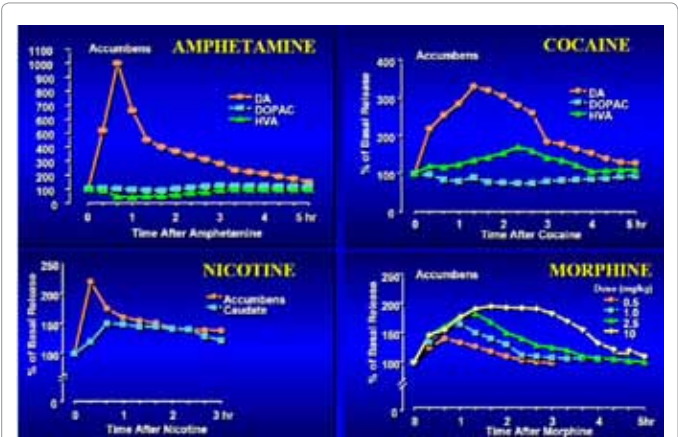 AMPHETAMINE
Accumbens
1100
1000
900
800
700
600
500
400
300
200
100
0
DA
DOPAC
HVA
0 1 2 3 4 5 hr
Time After Amphetamine
COCAINE
Accumbens
% of Basal Release
400
300
200
100
0
DA
DOPAC
HVA
0 1 2 3 4 5 hr
Time After Cocaine
NICOTINE
% of Basal Release
250
200
150
100
0
Accumbens
Caudate
0 1 2 3 hr
Time After Nicotine
MORPHINE
Accumbens
% of Basal Release
250
200
150
100
0
Dose (mg/kg)
0.5
1.0
2.5
10
0 1 2 3 4 5hr
Time After Morphine